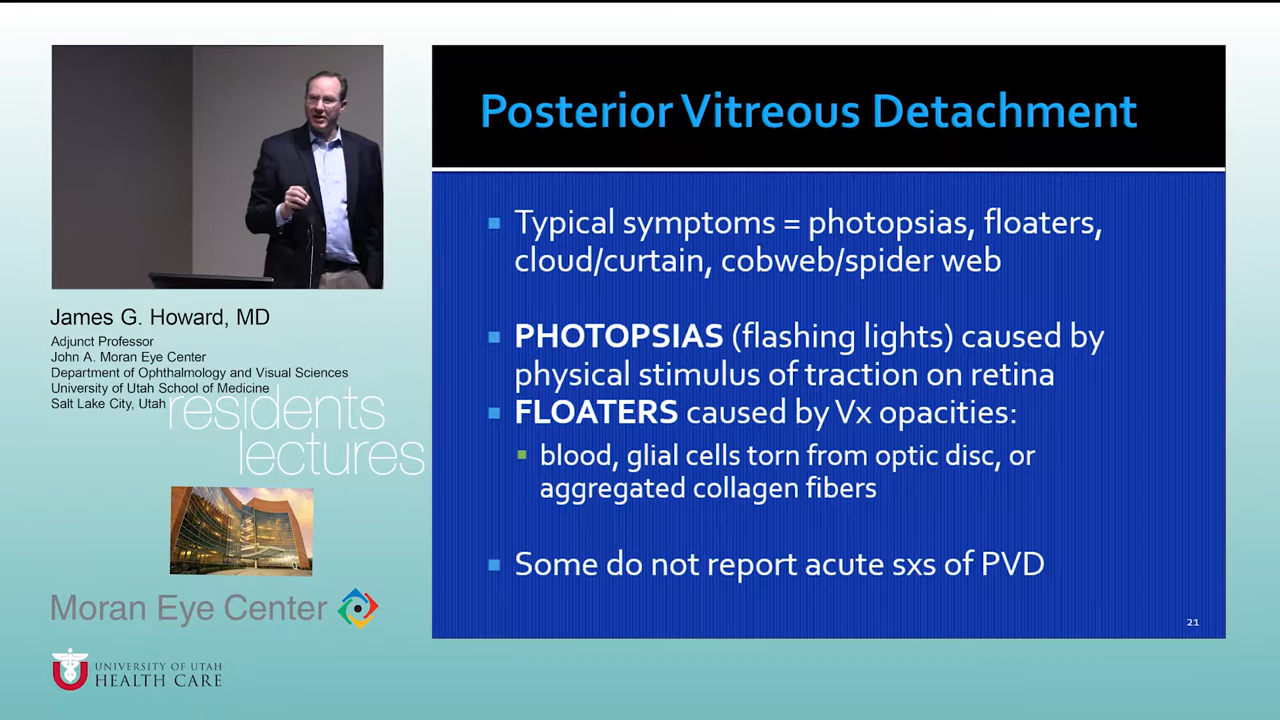 James G. Howard, MD
Adjunct Professor
John A. Moran Eye Center
Department of Ophthalmology and Visual Sciences
University of Utah School of Medicine
Salt Lake City, Utah
residents
lectures
Moran Eye Center
U
UNIVERSITY OF UTAH
HEALTH CARE
Posterior Vitreous Detachment
Typical symptoms = photopsias, floaters,
cloud/curtain, cobweb/spider web
PHOTOPSIAS (flashing lights) caused by
physical stimulus of traction on retina
FLOATERS caused by Vx opacities:
blood, glial cells torn from optic disc, or
aggregated collagen fibers
Some do not report acute sxs of PVD
21